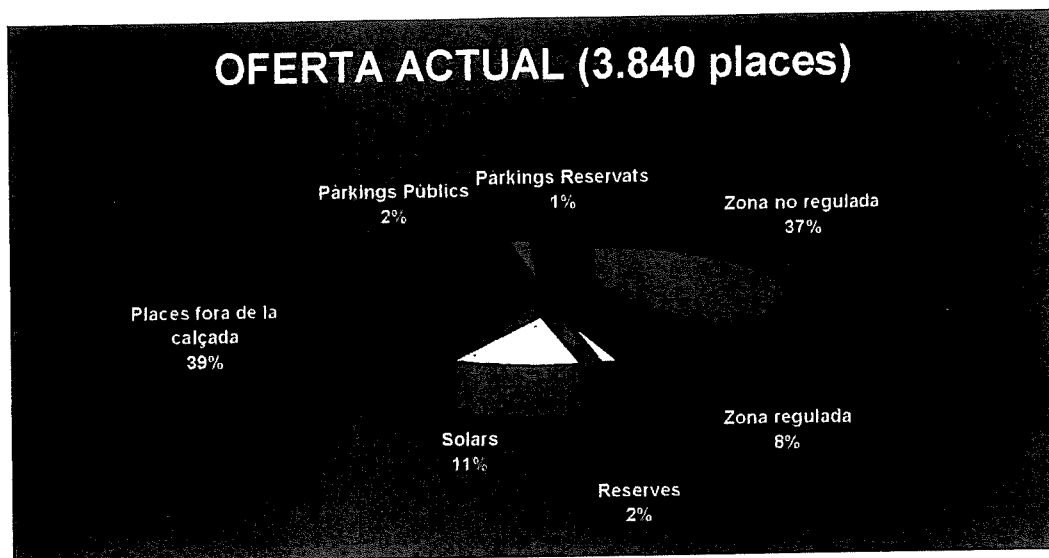 OFERTA ACTUAL (3.840 places)
Pàrkings Públics
2%
Pàrkings Reservats
1%
Zona no regulada
37%
Places fora de la
calçada
39%
Zona regulada
8%
Solars
11%
Reserves
2%